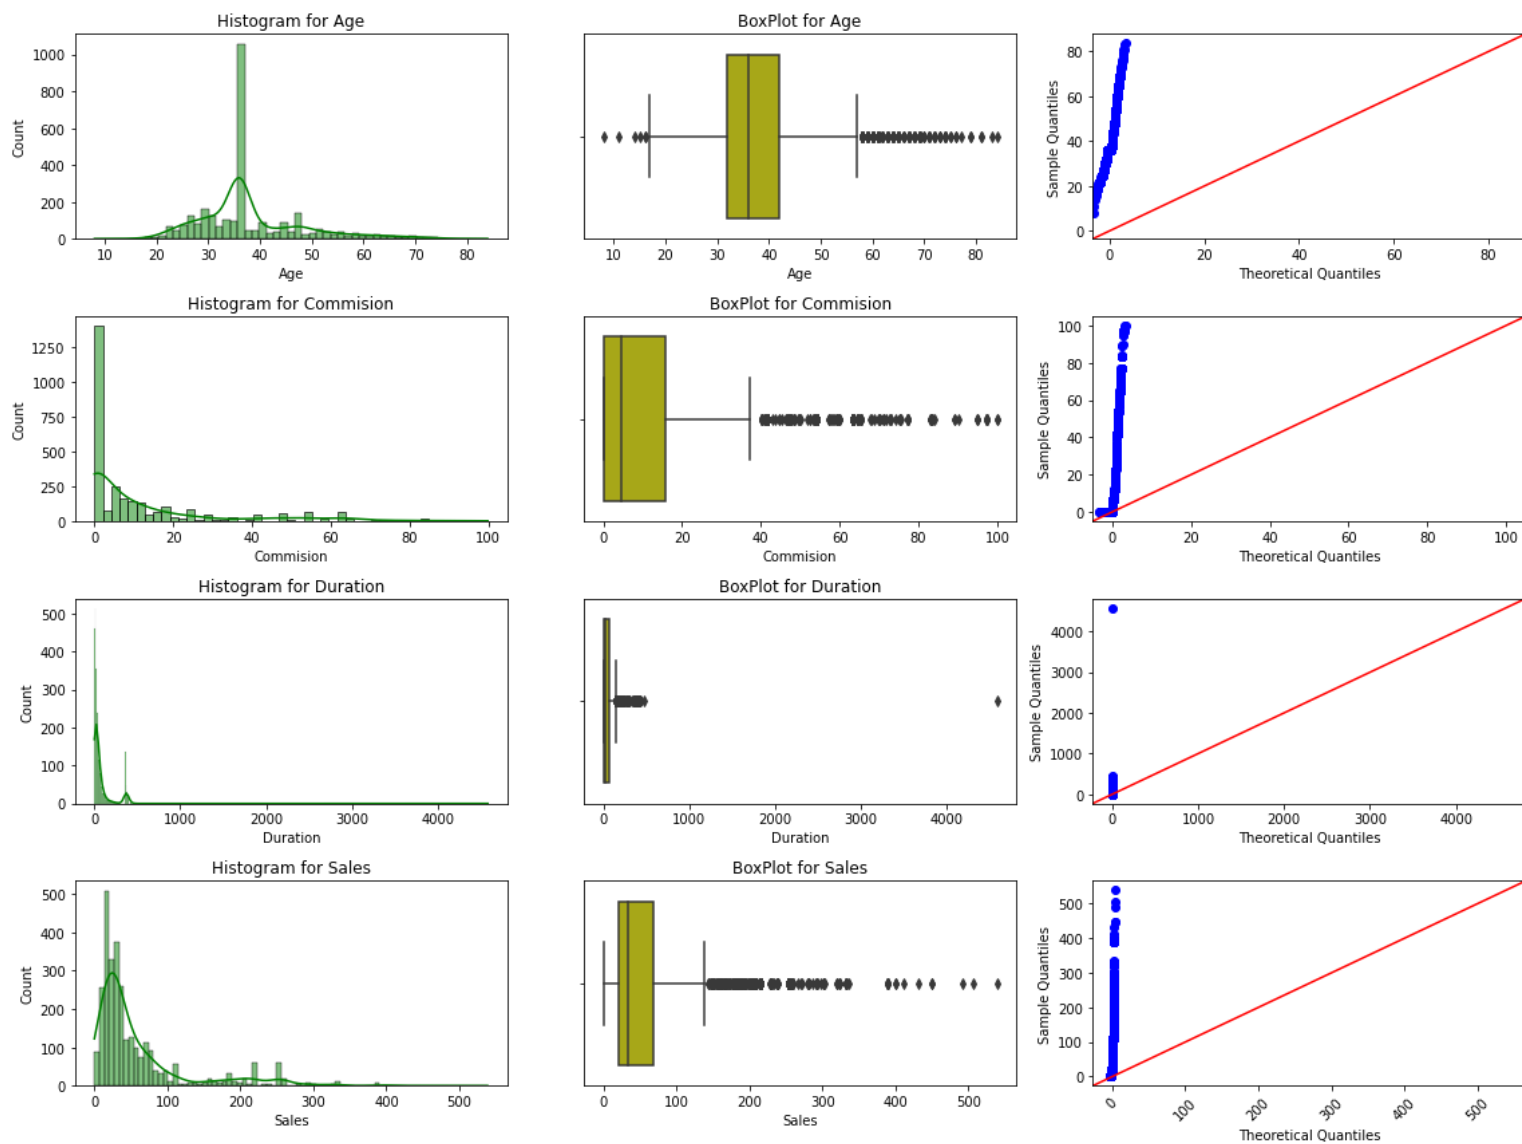 Histogram for Age
BoxPlot for Age
1000
800
600
400
200
0
Count
10 20 30 40 50 60 70 80
Age
10 20 30 40 50 60 70 80
Age
80
60
40
20
0
Sample Quantiles
0 20 40 60 80
Theoretical Quantiles
Histogram for Commision
BoxPlot for Commision
1250
1000
750
500
250
0
Count
0 20 40 60 80 100
Commision
0 20 40 60 80 100
Commision
100
80
60
40
20
0
Sample Quantiles
0 20 40 60 80 100
Theoretical Quantiles
Histogram for Duration
BoxPlot for Duration
500
400
300
200
100
0
Count
0 1000 2000 3000 4000
Duration
0 1000 2000 3000 4000
Duration
4000
3000
2000
1000
0
Sample Quantiles
0 1000 2000 3000 4000
Theoretical Quantiles
Histogram for Sales
BoxPlot for Sales
500
400
300
200
100
0
Count
0 100 200 300 400 500
Sales
0 100 200 300 400 500
Sales
500
400
300
200
100
0
Sample Quantiles
0 100 200 300 400 500
Theoretical Quantiles